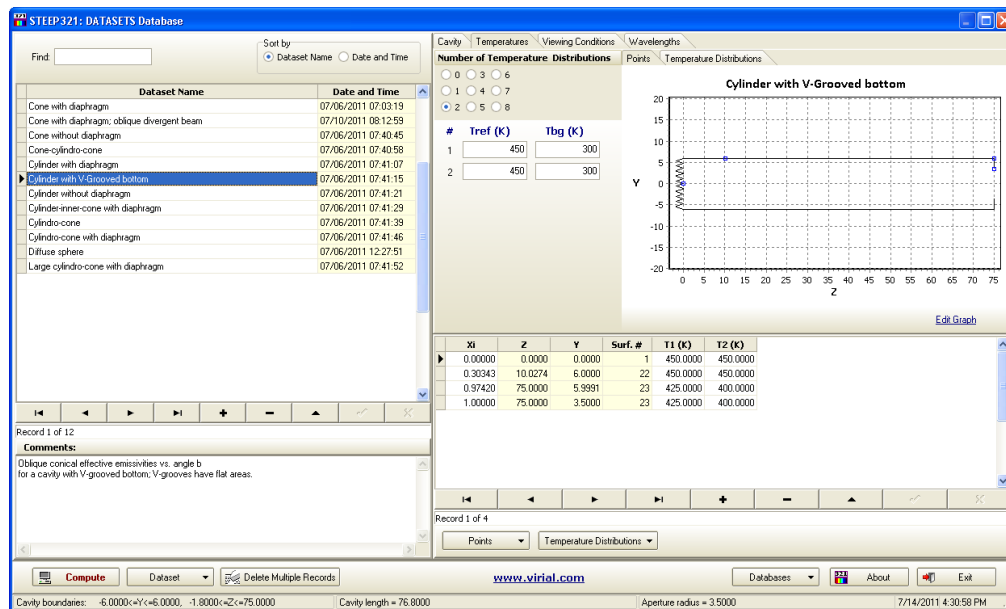 STEEP321: DATASETS Database
Find:
Sort by
Dataset Name Date and Time
Dataset Name Date and Time
Cone with diaphragm 07/06/2011 07:03:19
Cone with diaphragm; oblique divergent beam 07/10/2011 08:12:59
Cone without diaphragm 07/06/2011 07:40:45
Cone-cylindro-cone 07/06/2011 07:40:58
Cylinder with diaphragm 07/06/2011 07:41:07
Cylinder with V-Grooved bottom 07/06/2011 07:41:15
Cylinder without diaphragm 07/06/2011 07:41:21
Cylinder-inner-cone with diaphragm 07/06/2011 07:41:29
Cylindro-cone 07/06/2011 07:41:39
Cylindro-cone with diaphragm 07/06/2011 07:41:46
Diffuse sphere 07/06/2011 12:27:51
Large cylindro-cone with diaphragm 07/06/2011 07:41:52
Record 1 of 12
Comments:
Oblique conical effective emissivities vs. angle b
for a cavity with V-grooved bottom; V-grooves have flat areas.
Cavity Temperatures Viewing Conditions Wavelengths
Number of Temperature Distributions
0 3 6
1 4 7
2 5 8
# Tref (K) Tbg (K)
1 450 300
2 450 300
Points Temperature Distributions
Cylinder with V-Grooved bottom
20
15
10
5
Y 0
-5
-10
-15
-20
0 5 10 15 20 25 30 35 40 45 50 55 60 65 70 75
Z
Edit Graph
Xi Z Y Surf. # T1 (K) T2 (K)
0.00000 0.0000 0.0000 1 450.0000 450.0000
0.30343 10.0274 6.0000 22 450.0000 450.0000
0.97420 75.0000 5.9991 23 425.0000 400.0000
1.00000 75.0000 3.5000 23 425.0000 400.0000
Record 1 of 4
Points Temperature Distributions
Compute Dataset Delete Multiple Records www.virial.com Databases 321 About Exit
Cavity boundaries: -6.0000<=Y<=6.0000, -1.8000<=Z<=75.0000 Cavity length = 76.8000 Aperture radius = 3.5000 7/14/2011 4:30:58 PM